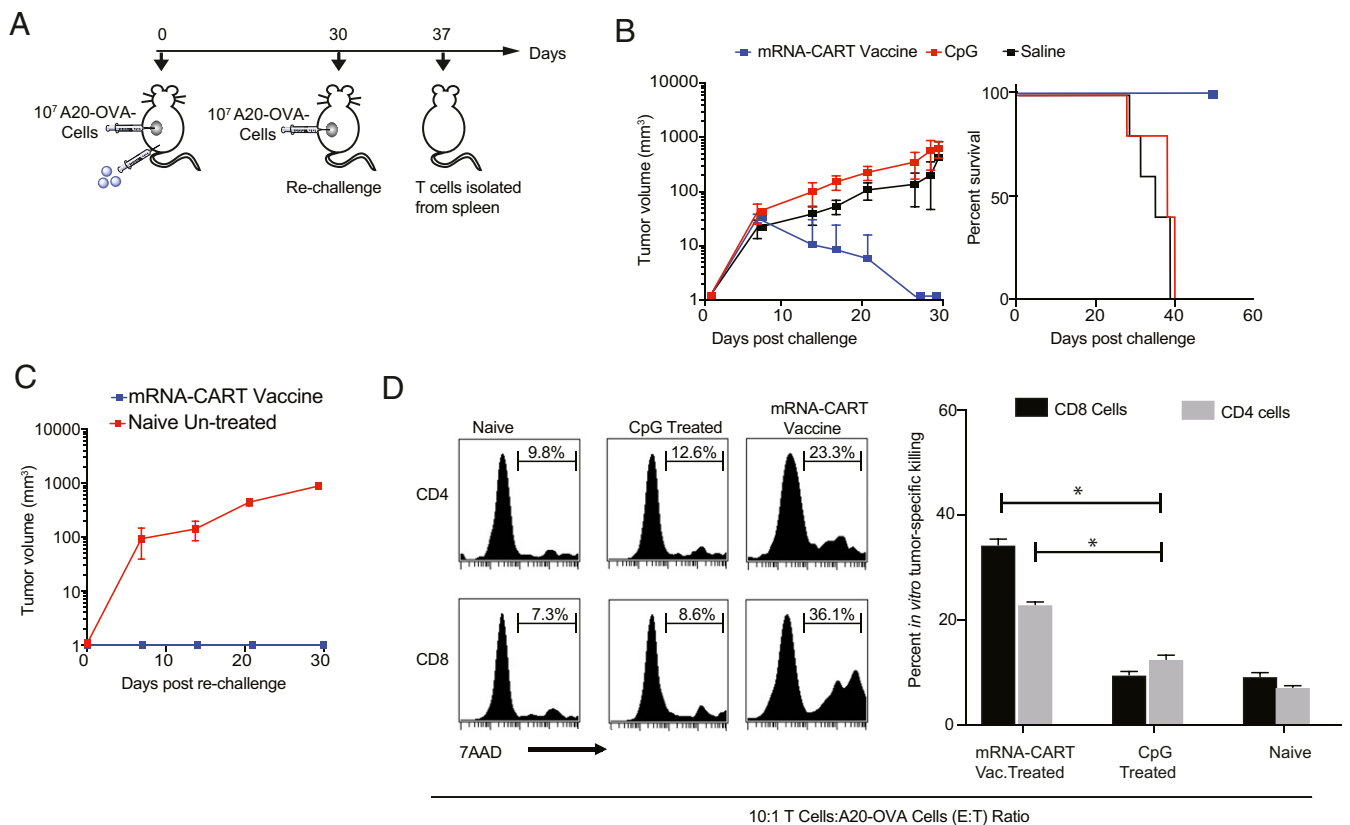 A
0
30
37
Days
10⁷ A20-OVA-
Cells
10⁷ A20-OVA-
Cells
Re-challenge
T cells isolated
from spleen
B
mRNA-CART Vaccine
CpG
Saline
Tumor volume (mm³)
10000
1000
100
10
1
0
10
20
30
Days post challenge
Percent survival
100
50
0
0
20
40
60
Days post challenge
C
mRNA-CART Vaccine
Naive Un-treated
Tumor volume (mm³)
10000
1000
100
10
1
0
10
20
30
Days post re-challenge
D
Naive
CpG Treated
mRNA-CART
Vaccine
CD4
9.8%
12.6%
23.3%
CD8
7.3%
8.6%
36.1%
7AAD
CD8 Cells
CD4 cells
Percent in vitro tumor-specific killing
60
40
20
0
*
*
mRNA-CART
Vac.Treated
CpG
Treated
Naive
10:1 T Cells:A20-OVA Cells (E:T) Ratio